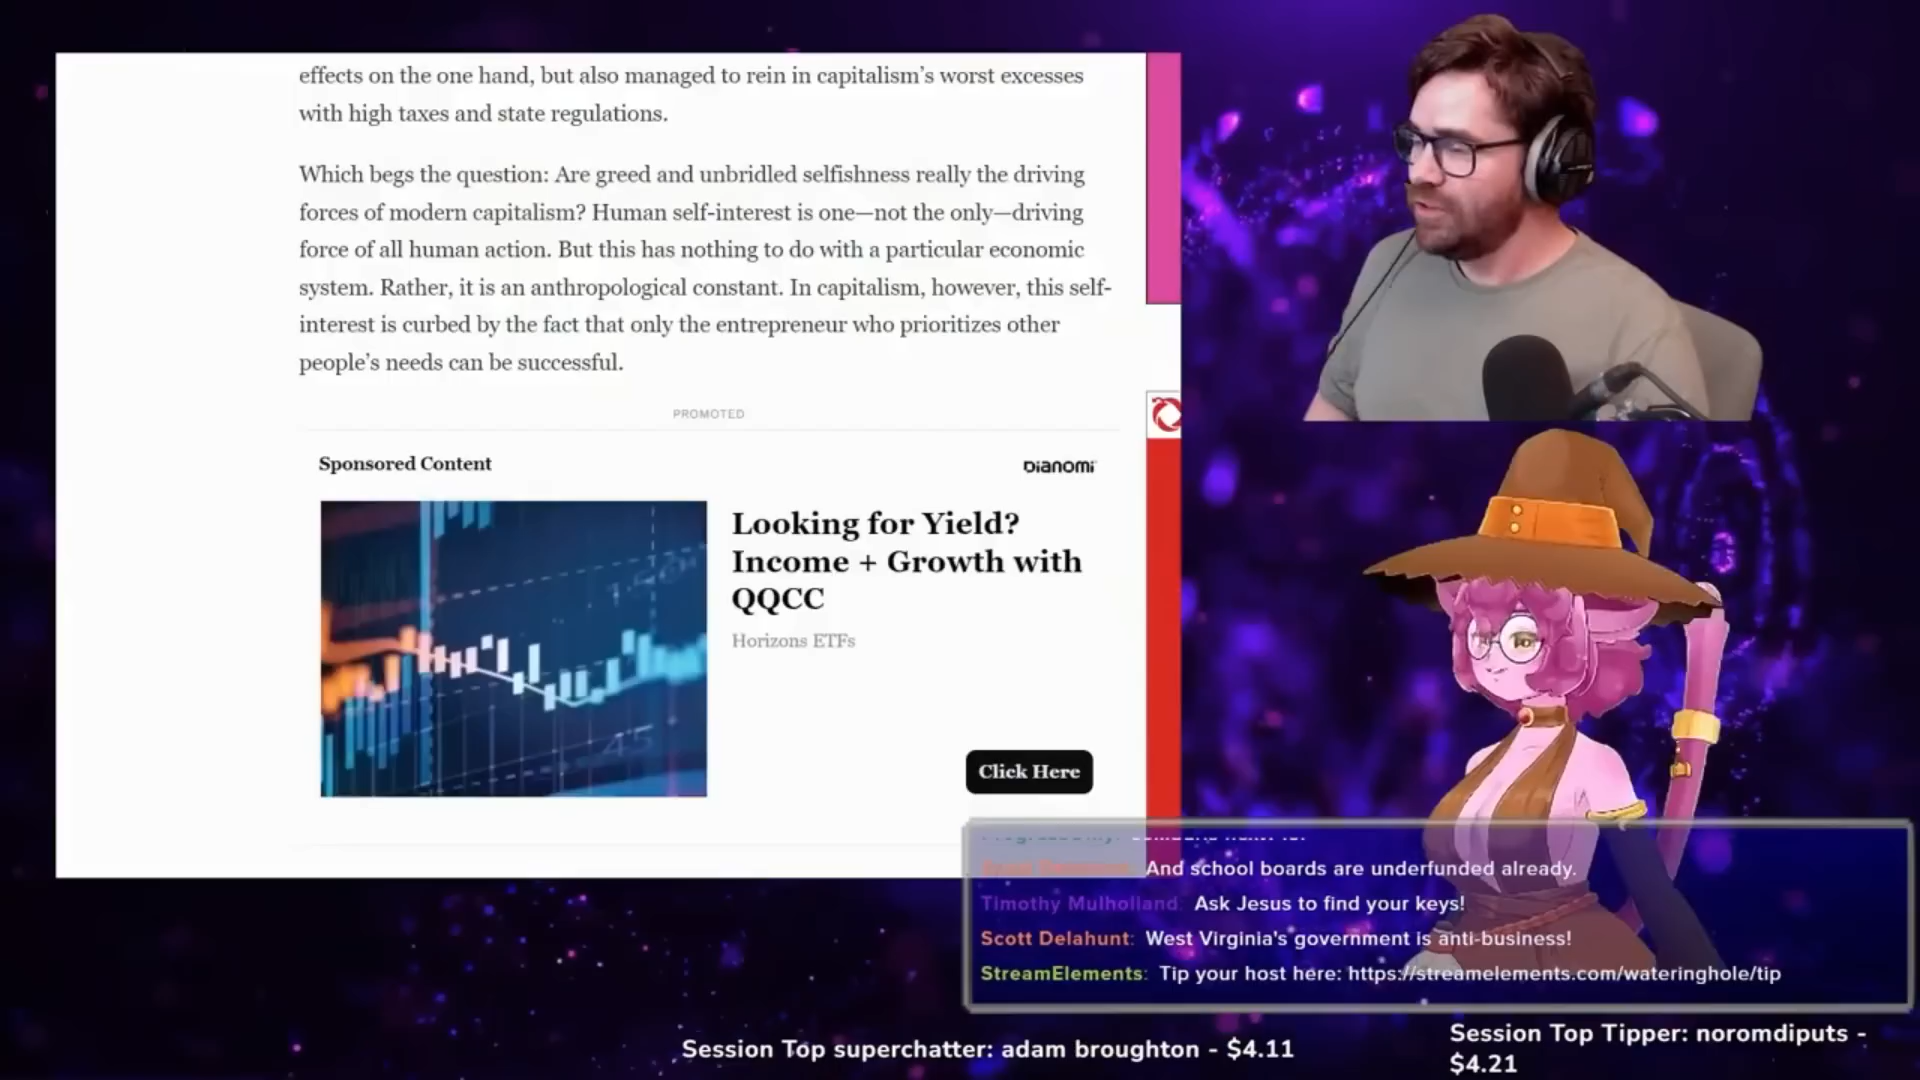 effects on the one hand, but also managed to rein in capitalism’s worst excesses
with high taxes and state regulations.
Which begs the question: Are greed and unbridled selfishness really the driving
forces of modern capitalism? Human self-interest is one—not the only—driving
force of all human action. But this has nothing to do with a particular economic
system. Rather, it is an anthropological constant. In capitalism, however, this self-
interest is curbed by the fact that only the entrepreneur who prioritizes other
people’s needs can be successful.
PROMOTED
Sponsored Content
DIANOMI
Looking for Yield?
Income + Growth with
QQCC
Horizons ETFs
Click Here
And school boards are underfunded already.
Timothy Mulholland: Ask Jesus to find your keys!
Scott Delahunt: West Virginia's government is anti-business!
StreamElements: Tip your host here: https://streamelements.com/wateringhole/tip
Session Top superchatter: adam broughton - $4.11
Session Top Tipper: noromdiputs -
$4.21